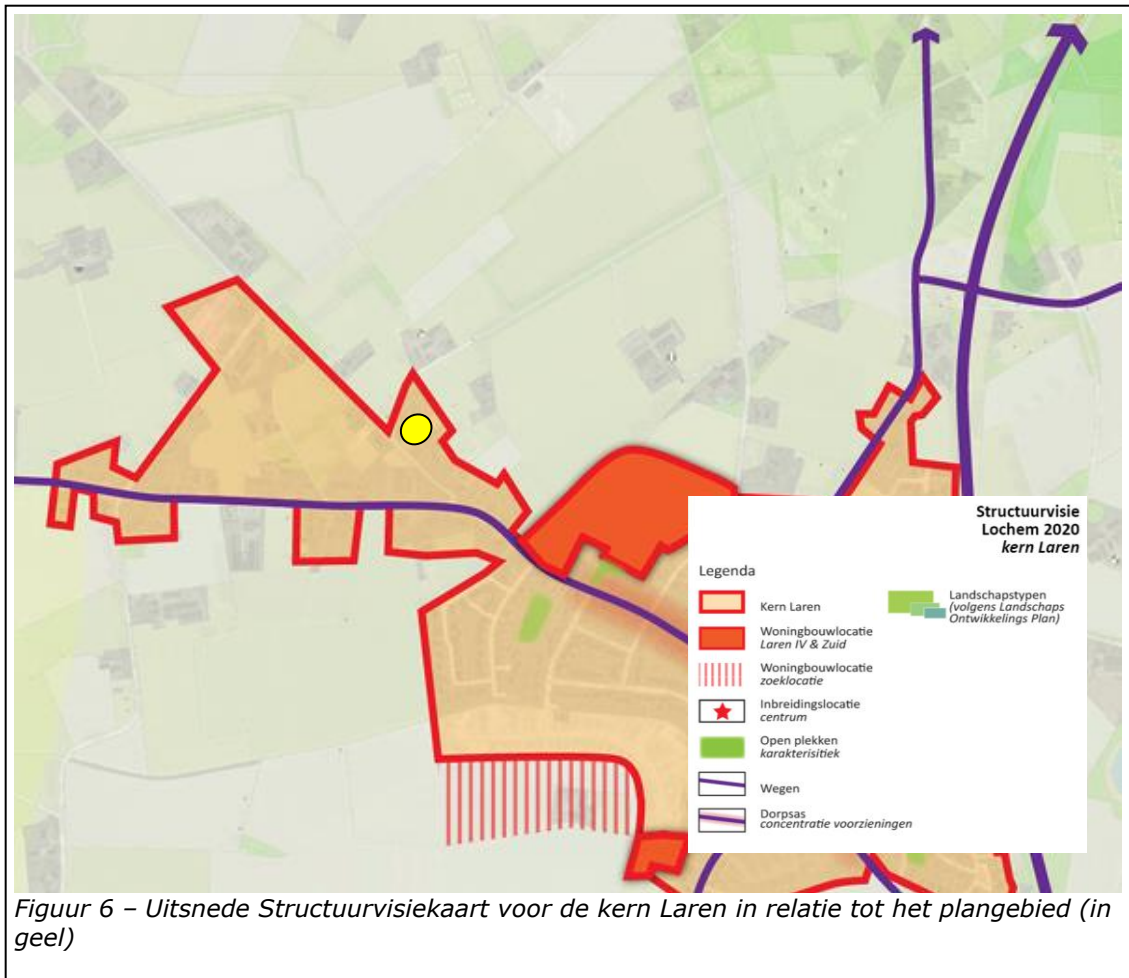 Structuurvisie
Lochem 2020
kern Laren
Legenda
Kern Laren
Woningbouwlocatie
Laren IV & Zuid
Woningbouwlocatie
zoeklocatie
Inbreidingslocatie
centrum
Open plekken
karakterisitiek
Wegen
Dorpsas
concentratie voorzieningen
Landschapstypen
(volgens Landschaps
Ontwikkelings Plan)
Figuur 6 – Uitsnede Structuurvisiekaart voor de kern Laren in relatie tot het plangebied (in
geel)